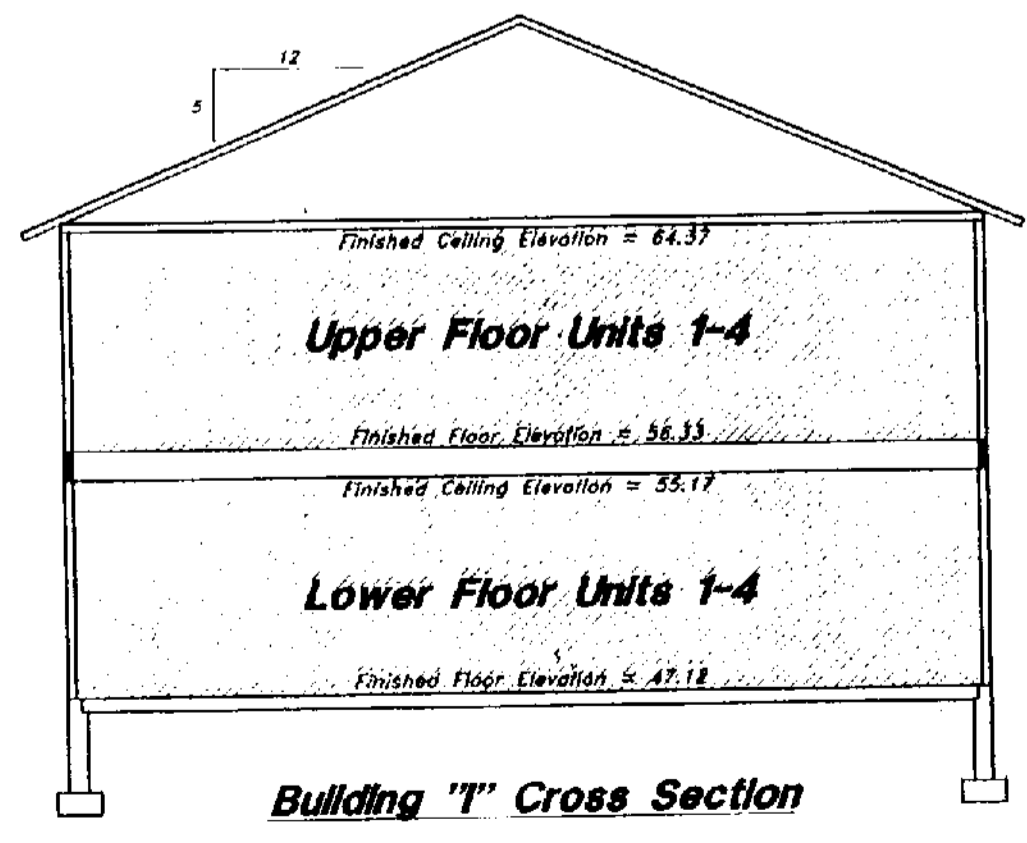 12
5
Finished Ceiling Elevation = 64.37
Upper Floor Units 1-4
Finished Floor Elevation = 56.33
Finished Ceiling Elevation = 55.17
Lower Floor Units 1-4
Finished Floor Elevation = 47.12
Building "I" Cross Section